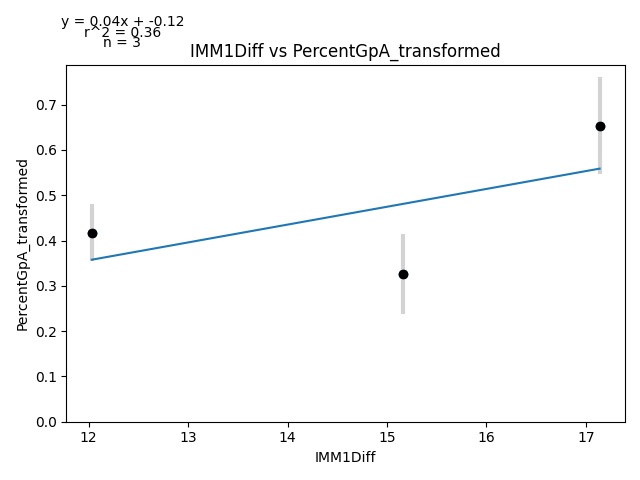 y = 0.04x + -0.12
r^2 = 0.36
n = 3
IMM1Diff vs PercentGpA_transformed
PercentGpA_transformed
0.7
0.6
0.5
0.4
0.3
0.2
0.1
0.0
12
13
14
15
16
17
IMM1Diff